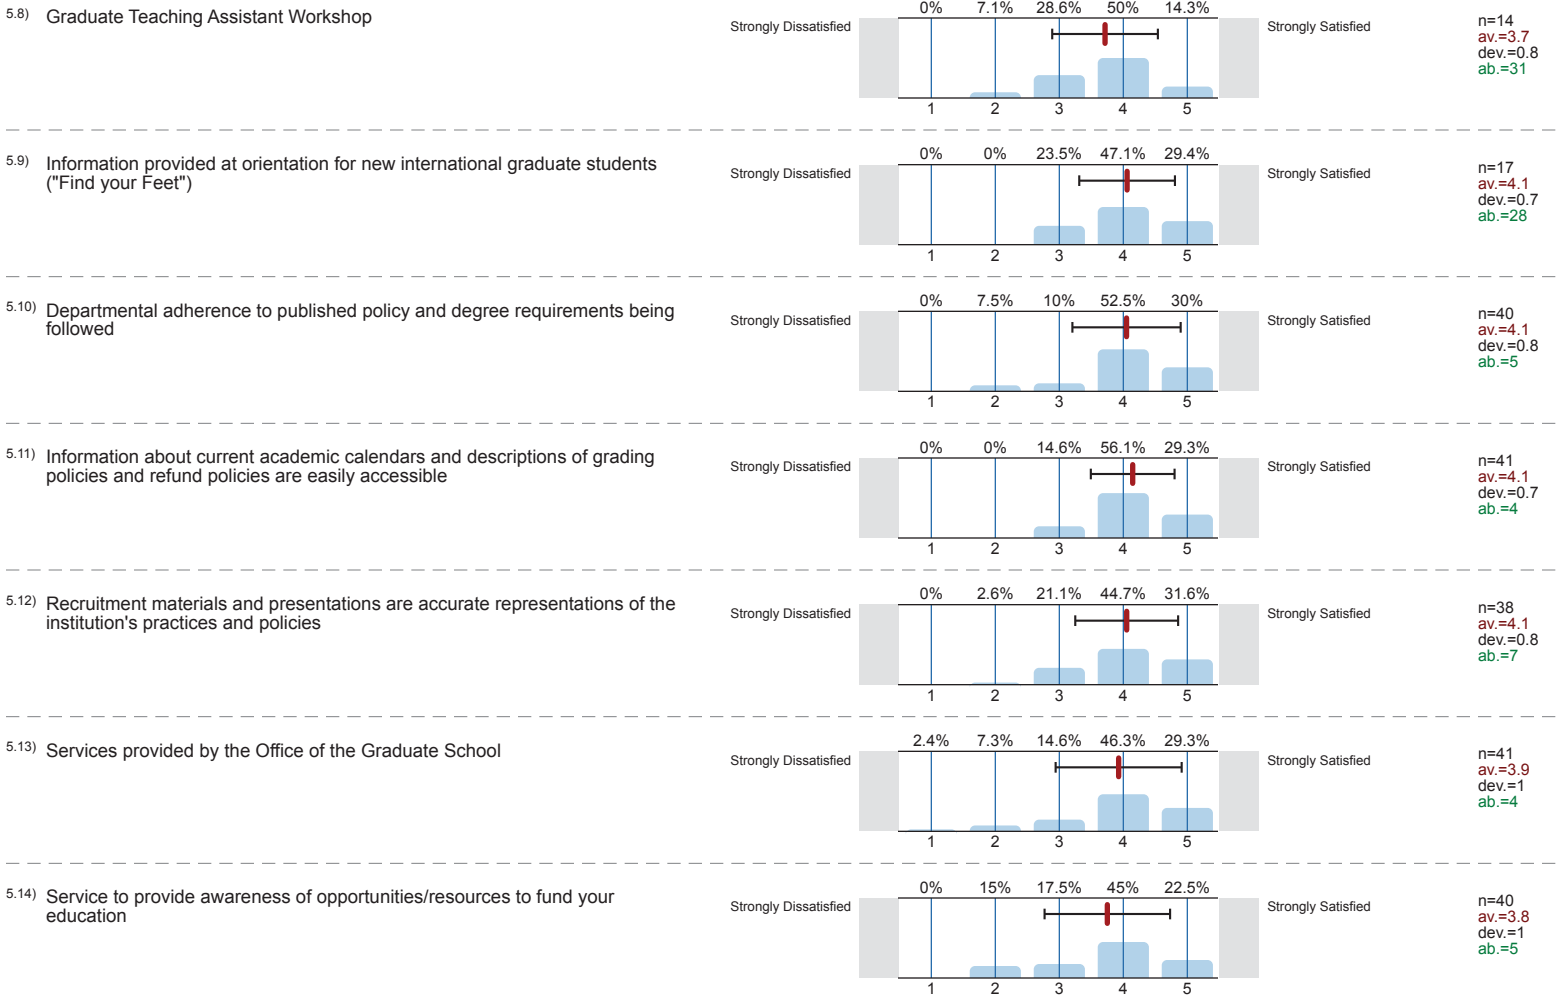 5.8) Graduate Teaching Assistant Workshop
0% 7.1% 28.6% 50% 14.3%
Strongly Dissatisfied
Strongly Satisfied
n=14
av.=3.7
dev.=0.8
ab.=31
1 2 3 4 5
5.9) Information provided at orientation for new international graduate students
("Find your Feet")
0% 0% 23.5% 47.1% 29.4%
Strongly Dissatisfied
Strongly Satisfied
n=17
av.=4.1
dev.=0.7
ab.=28
1 2 3 4 5
5.10) Departmental adherence to published policy and degree requirements being
followed
0% 7.5% 10% 52.5% 30%
Strongly Dissatisfied
Strongly Satisfied
n=40
av.=4.1
dev.=0.8
ab.=5
1 2 3 4 5
5.11) Information about current academic calendars and descriptions of grading
policies and refund policies are easily accessible
0% 0% 14.6% 56.1% 29.3%
Strongly Dissatisfied
Strongly Satisfied
n=41
av.=4.1
dev.=0.7
ab.=4
1 2 3 4 5
5.12) Recruitment materials and presentations are accurate representations of the
institution's practices and policies
0% 2.6% 21.1% 44.7% 31.6%
Strongly Dissatisfied
Strongly Satisfied
n=38
av.=4.1
dev.=0.8
ab.=7
1 2 3 4 5
5.13) Services provided by the Office of the Graduate School
2.4% 7.3% 14.6% 46.3% 29.3%
Strongly Dissatisfied
Strongly Satisfied
n=41
av.=3.9
dev.=1
ab.=4
1 2 3 4 5
5.14) Service to provide awareness of opportunities/resources to fund your
education
0% 15% 17.5% 45% 22.5%
Strongly Dissatisfied
Strongly Satisfied
n=40
av.=3.8
dev.=1
ab.=5
1 2 3 4 5